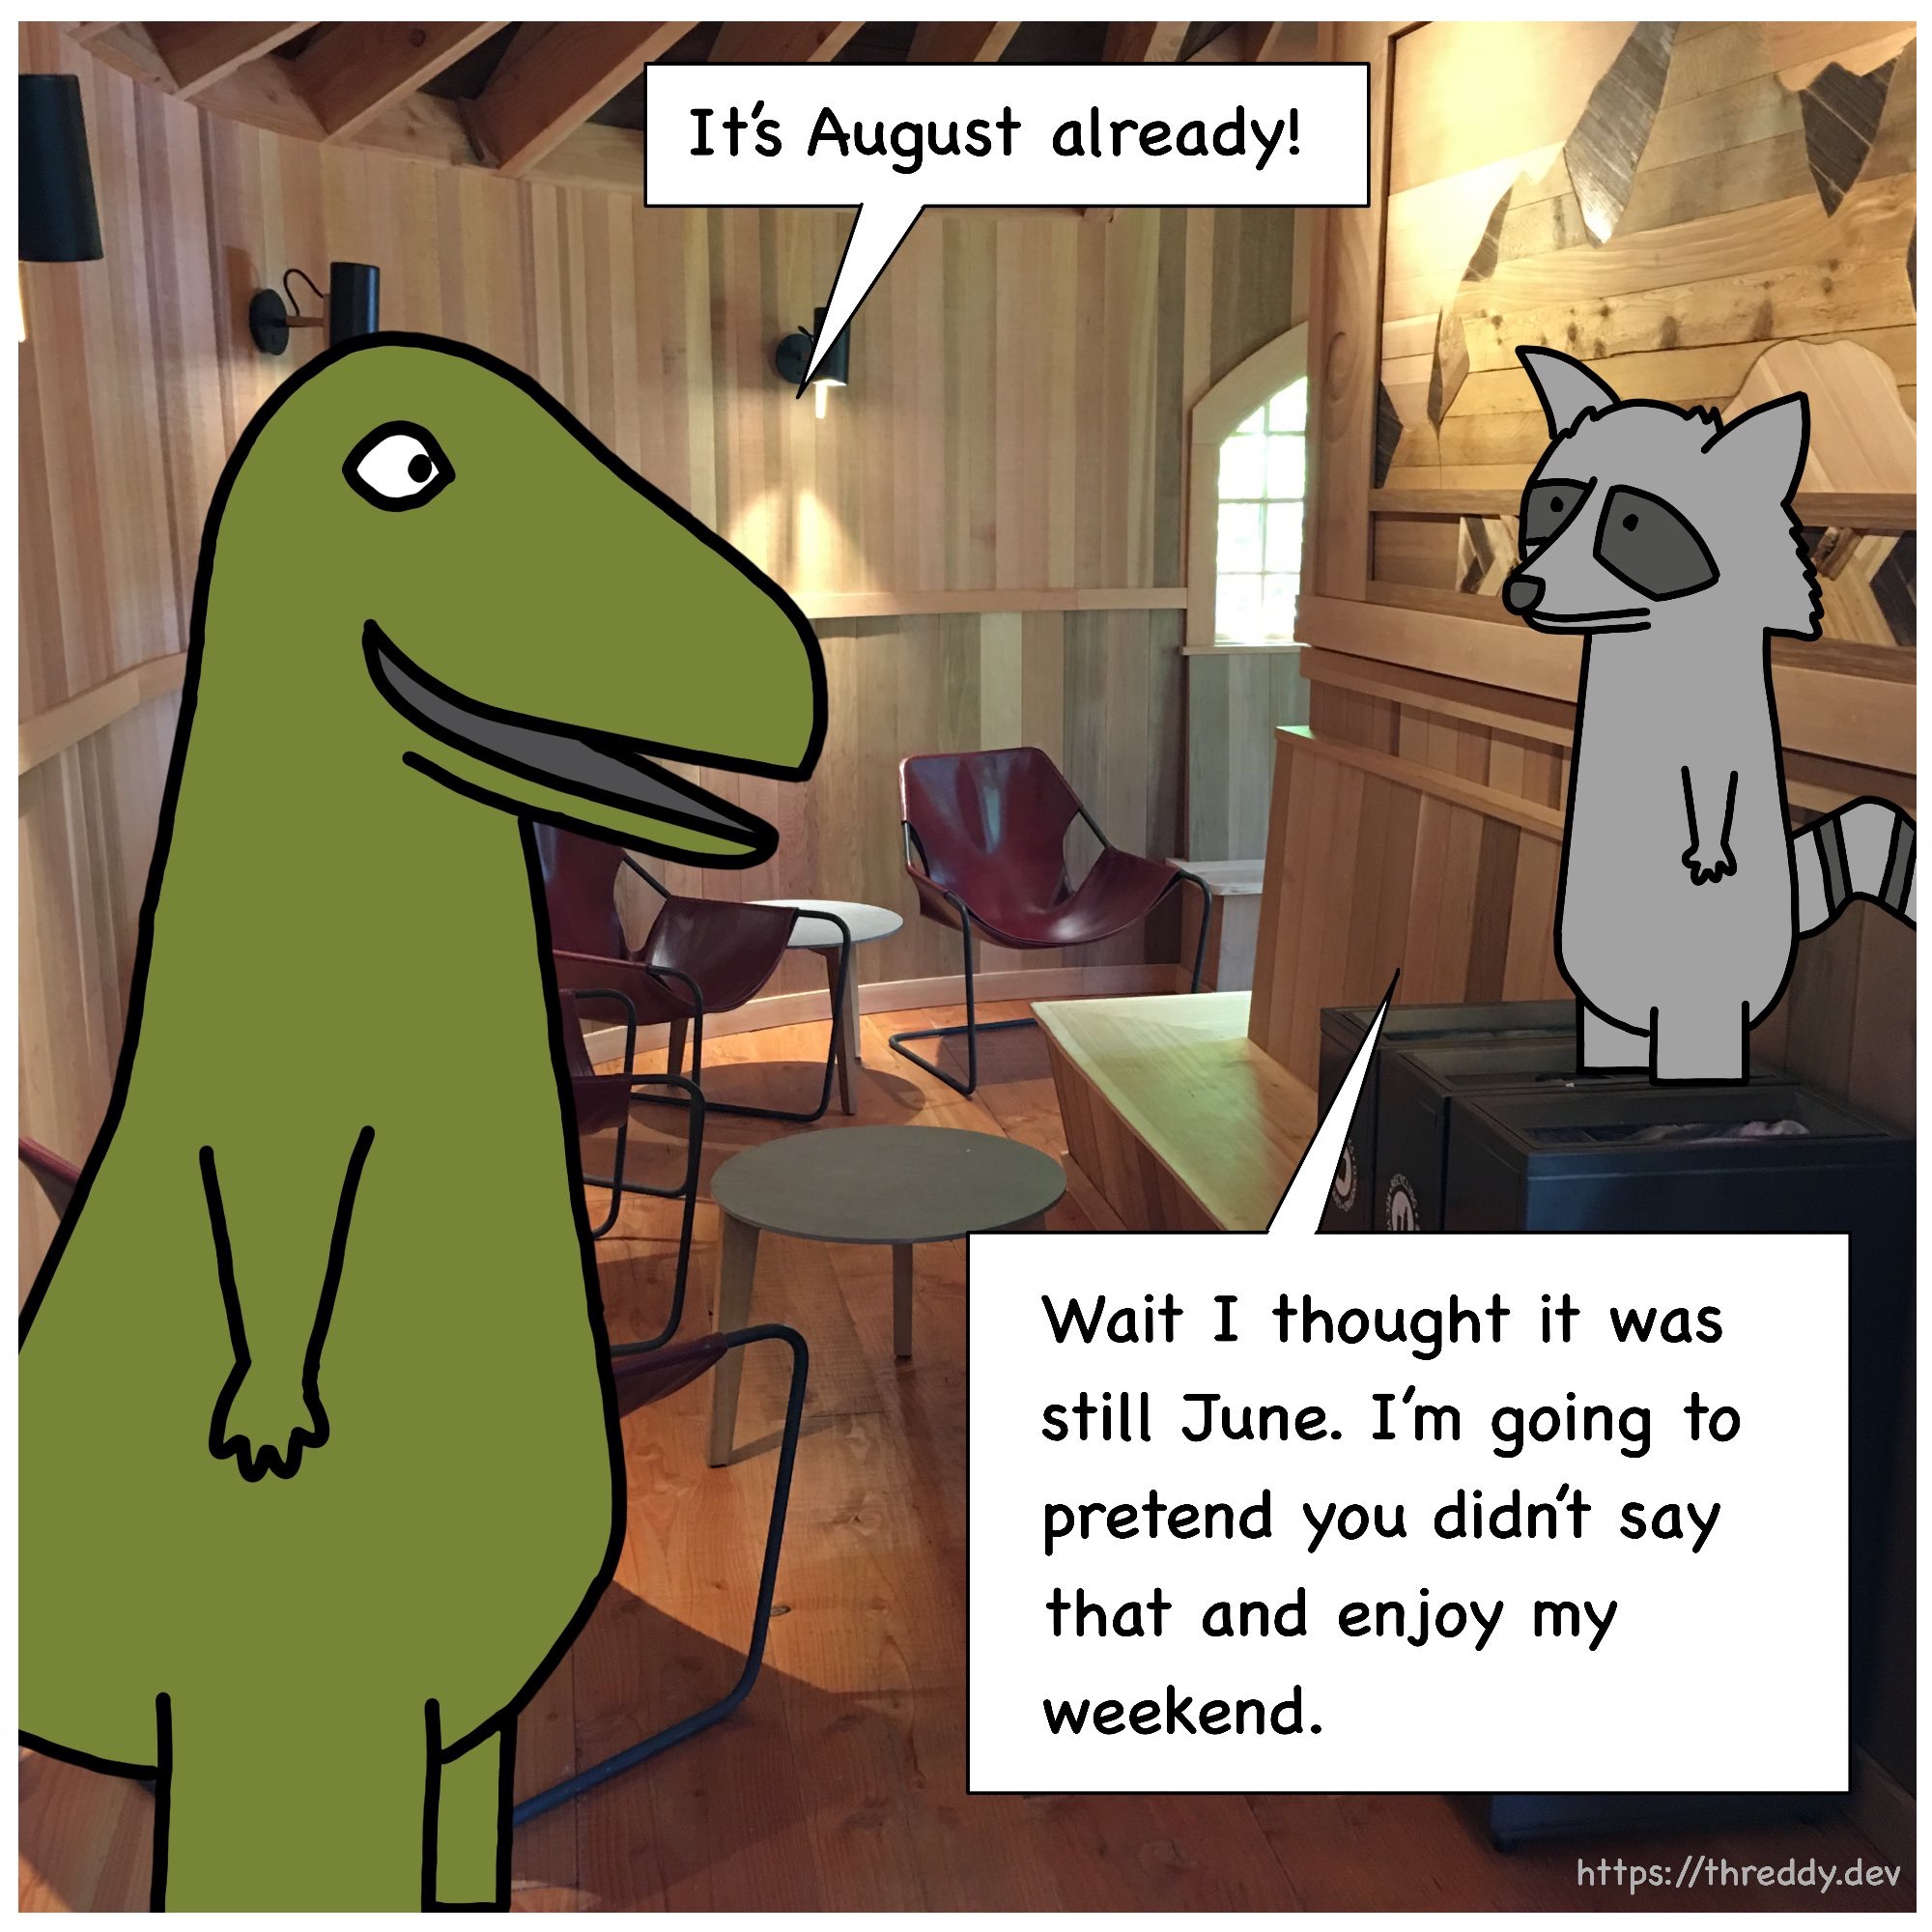 It's August already!
Wait I thought it was
still June. I'm going to
pretend you didn't say
that and enjoy my
weekend.
https://threddy.dev